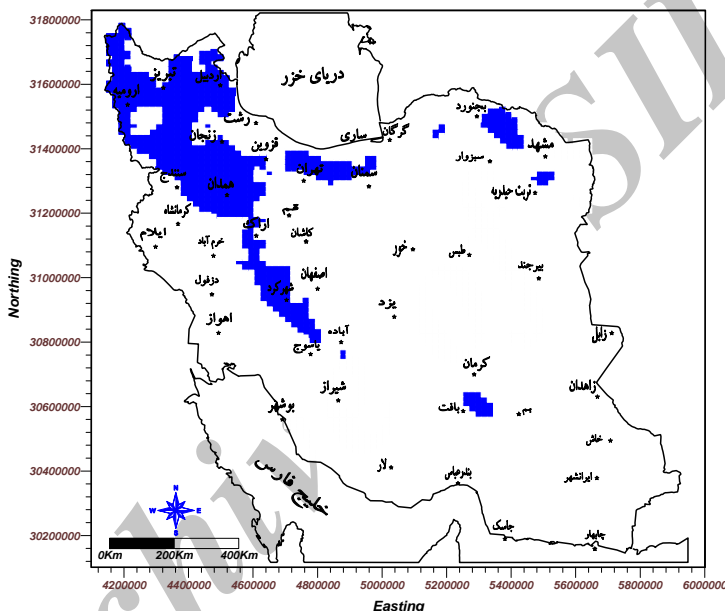 31800000
31600000
31400000
31200000
31000000
30800000
30600000
30400000
30200000
Northing
دریای خزر
تبریز
اردبیل
ارومیه
رشت
زنجان
قزوین
ساری
گرگان
بجنورد
مشهد
سبزوار
تهران
سمنان
سنندج
همدان
کرمانشاه
اراک
قم
کاشان
ایلام
خرم آباد
خور
طبس
بیرجند
دزفول
شهرکرد
اصفهان
اهواز
یزد
آباده
یاسوج
زابل
کرمان
شیراز
بوشهر
بافت
بم
زاهدان
خاش
لار
بندرعباس
ایرانشهر
خلیج فارس
جاسک
چابهار
N
W E
S
0Km 200Km 400Km
4200000 4400000 4600000 4800000 5000000 5200000 5400000 5600000 5800000 6000000
Easting